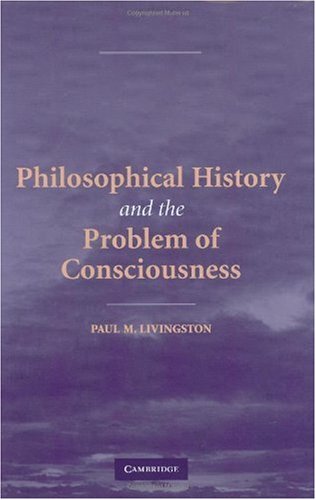 Philosophical History
and the
Problem of
Consciousness
PAUL M. LIVINGSTON
CAMBRIDGE